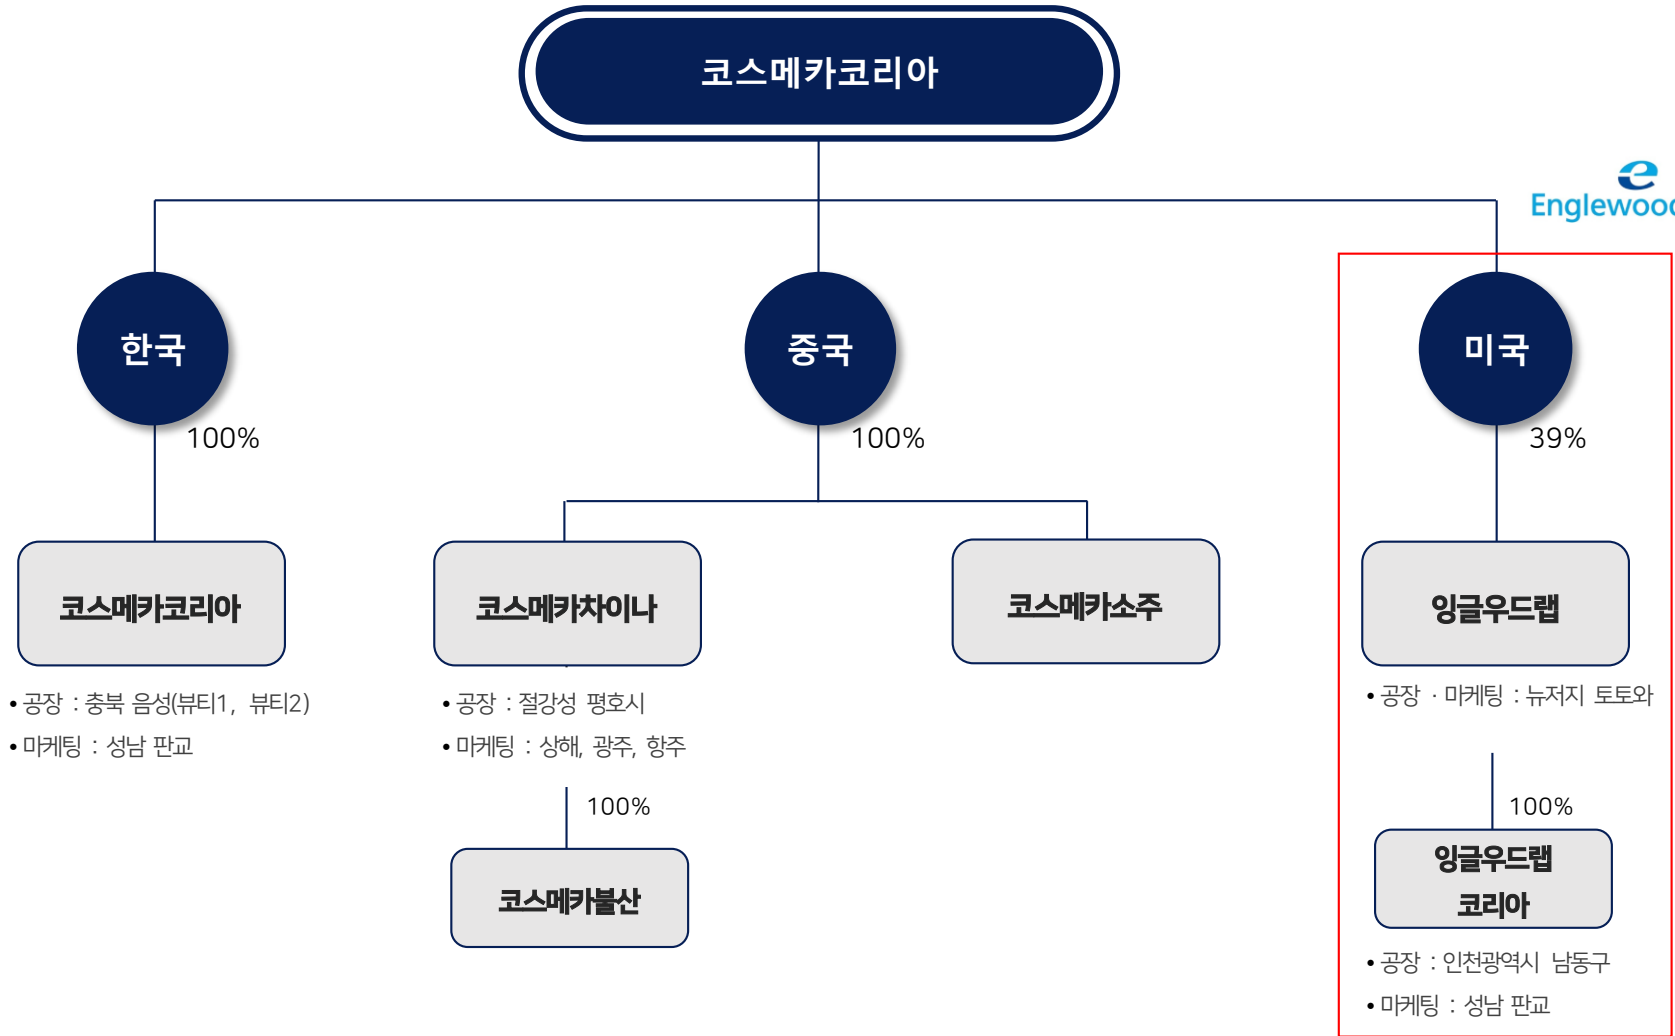 코스메카코리아
Englewood
한국
중국
미국
100%
100%
39%
코스메카코리아
코스메카차이나
코스메카소주
잉글우드랩
• 공장 : 충북 음성(뷰티1, 뷰티2)
• 마케팅 : 성남 판교
• 공장 : 절강성 평호시
• 마케팅 : 상해, 광주, 항주
• 공장 · 마케팅 : 뉴저지 토토와
100%
코스메카불산
100%
잉글우드랩
코리아
• 공장 : 인천광역시 남동구
• 마케팅 : 성남 판교